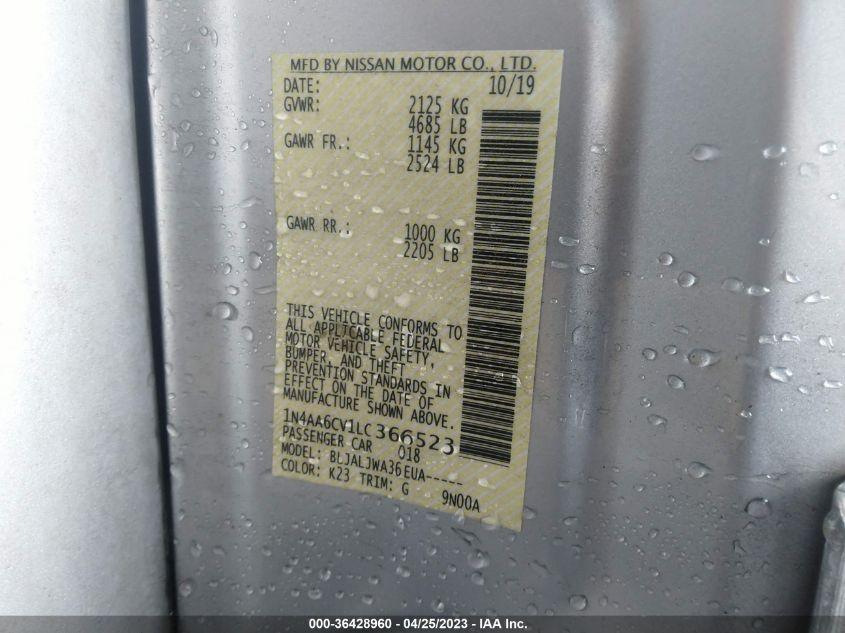 MFD BY NISSAN MOTOR CO., LTD.
DATE: 10/19
GVWR: 2125 KG
4685 LB
GAWR FR.: 1145 KG
2524 LB
GAWR RR.: 1000 KG
2205 LB
THIS VEHICLE CONFORMS TO
ALL APPLICABLE FEDERAL
MOTOR VEHICLE SAFETY,
BUMPER, AND THEFT
PREVENTION STANDARDS IN
EFFECT ON THE DATE OF
MANUFACTURE SHOWN ABOVE.
1N4AA6CV1LC366523
PASSENGER CAR 018
MODEL: BLJALJWA36EUA-----
COLOR: K23 TRIM: G 9N00A
000-36428960 - 04/25/2023 - IAA Inc.